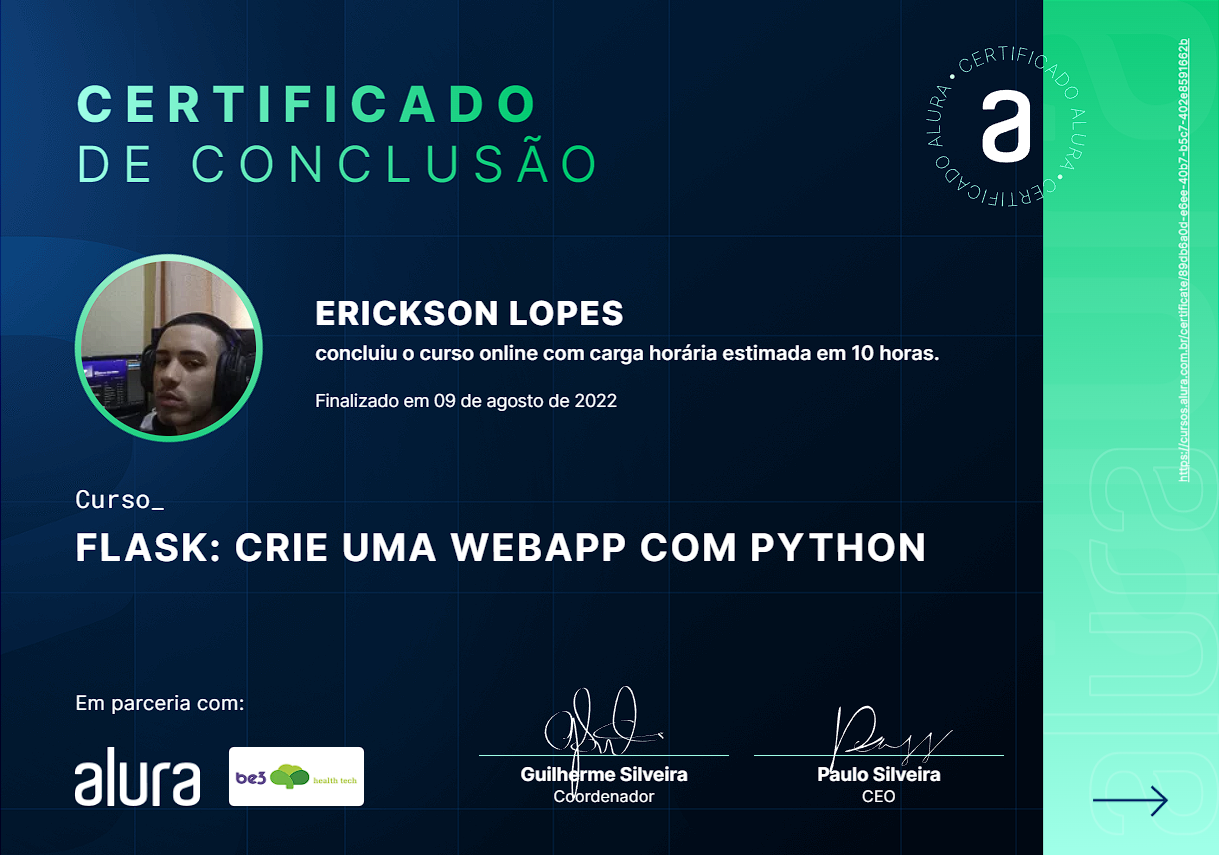 CERTIFICADO
DE CONCLUSÃO
CERTIFICADO ALURA • CERTIFICADO ALURA •
a
ERICKSON LOPES
concluiu o curso online com carga horária estimada em 10 horas.
Finalizado em 09 de agosto de 2022
Curso_
FLASK: CRIE UMA WEBAPP COM PYTHON
Em parceria com:
alura
be3 health tech
Guilherme Silveira
Coordenador
Paulo Silveira
CEO
https://cursos.alura.com.br/certificate/89db6a0d-e6ee-40b7-b5c7-402e8591662b
alura